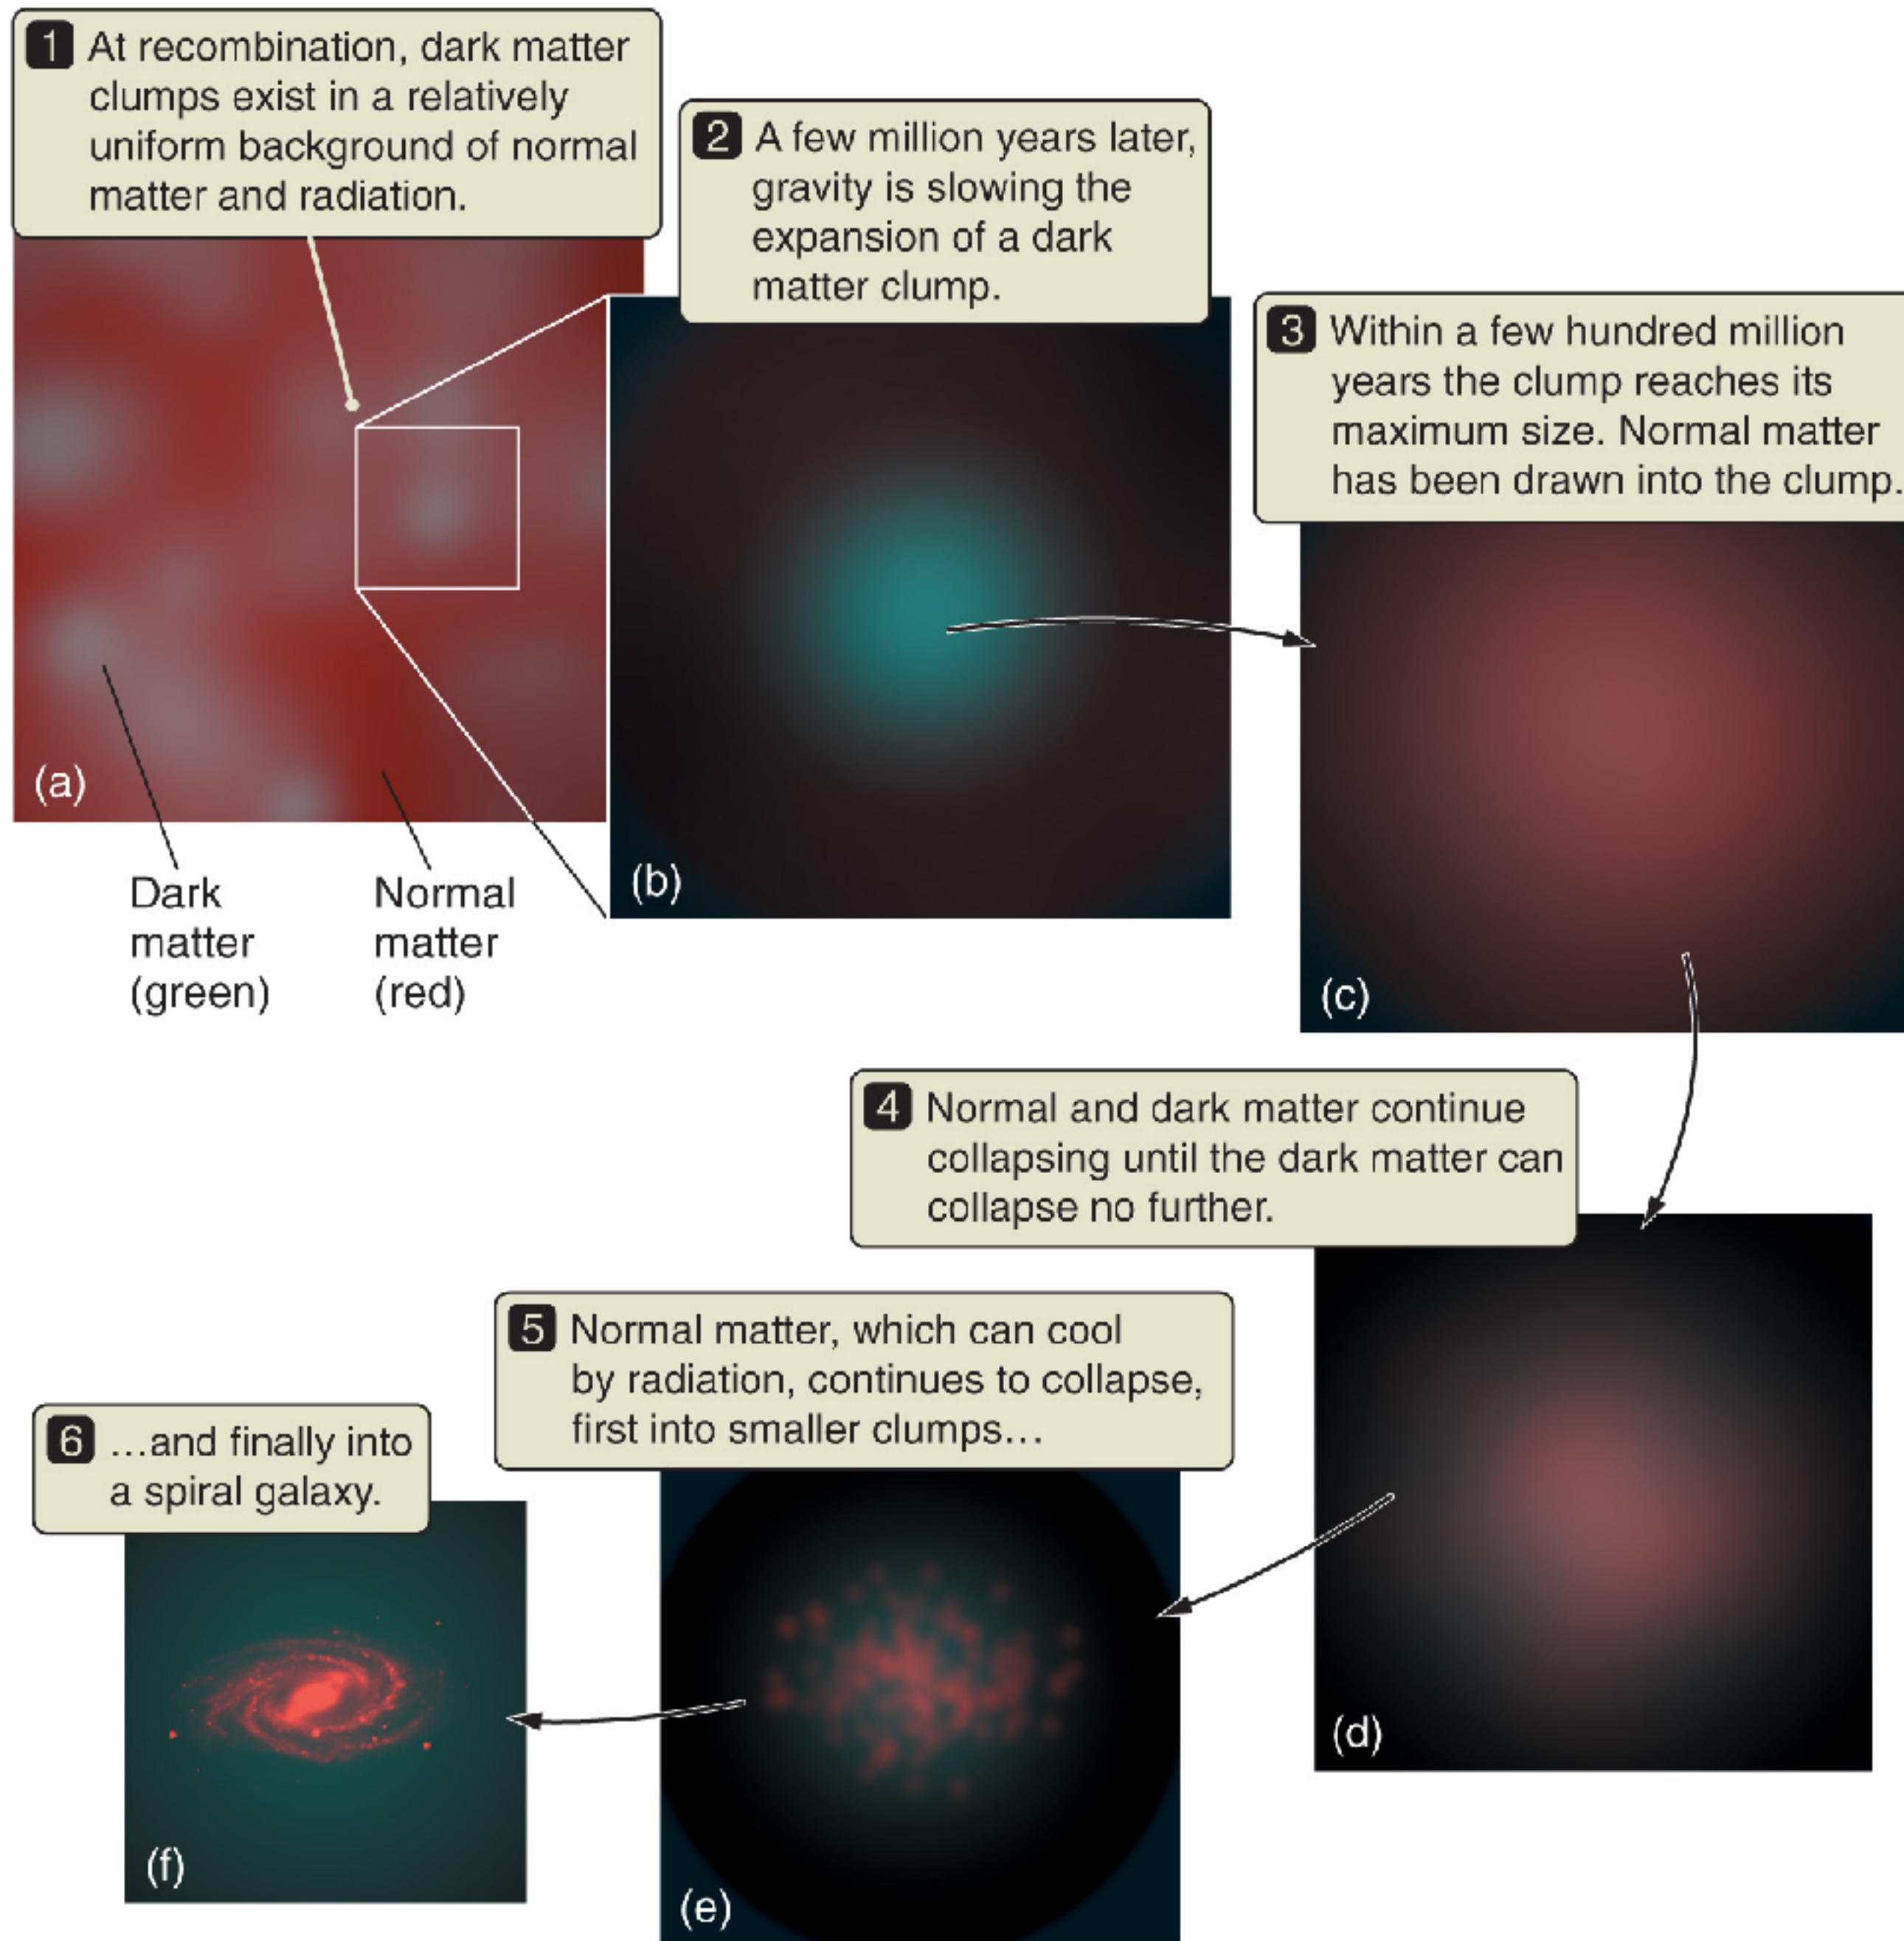 1 At recombination, dark matter
clumps exist in a relatively
uniform background of normal
matter and radiation.
2 A few million years later,
gravity is slowing the
expansion of a dark
matter clump.
3 Within a few hundred million
years the clump reaches its
maximum size. Normal matter
has been drawn into the clump.
(a)
(b)
(c)
Dark
matter
(green)
Normal
matter
(red)
4 Normal and dark matter continue
collapsing until the dark matter can
collapse no further.
(d)
5 Normal matter, which can cool
by radiation, continues to collapse,
first into smaller clumps…
(e)
6 …and finally into
a spiral galaxy.
(f)